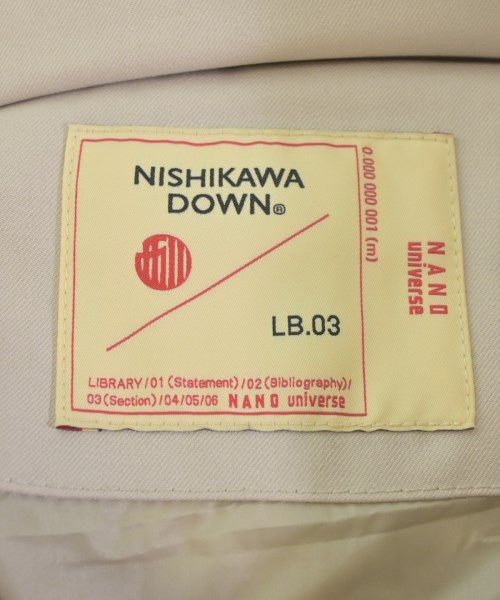 NISHIKAWA
DOWN®
LB.03
LIBRARY/01 (Statement)/02 (Bibliography)/
03 (Section)/04/05/06 NANO universe
0.000 000 001 (m)
NANO
universe